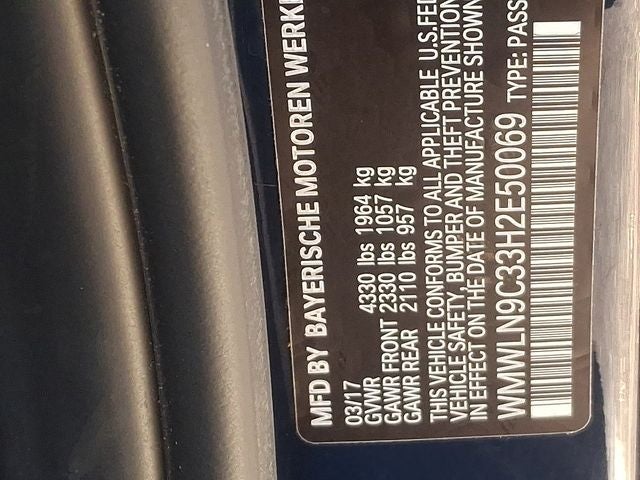 MFD BY BAYERISCHE MOTOREN WERKE
03/17
GVWR 4330 lbs 1964 kg
GAWR FRONT 2330 lbs 1057 kg
GAWR REAR 2110 lbs 957 kg
THIS VEHICLE CONFORMS TO ALL APPLICABLE U.S.FED
VEHICLE SAFETY, BUMPER AND THEFT PREVENTION
IN EFFECT ON THE DATE OF MANUFACTURE SHOWN
WMWLN9C33H2E50069 TYPE: PASS